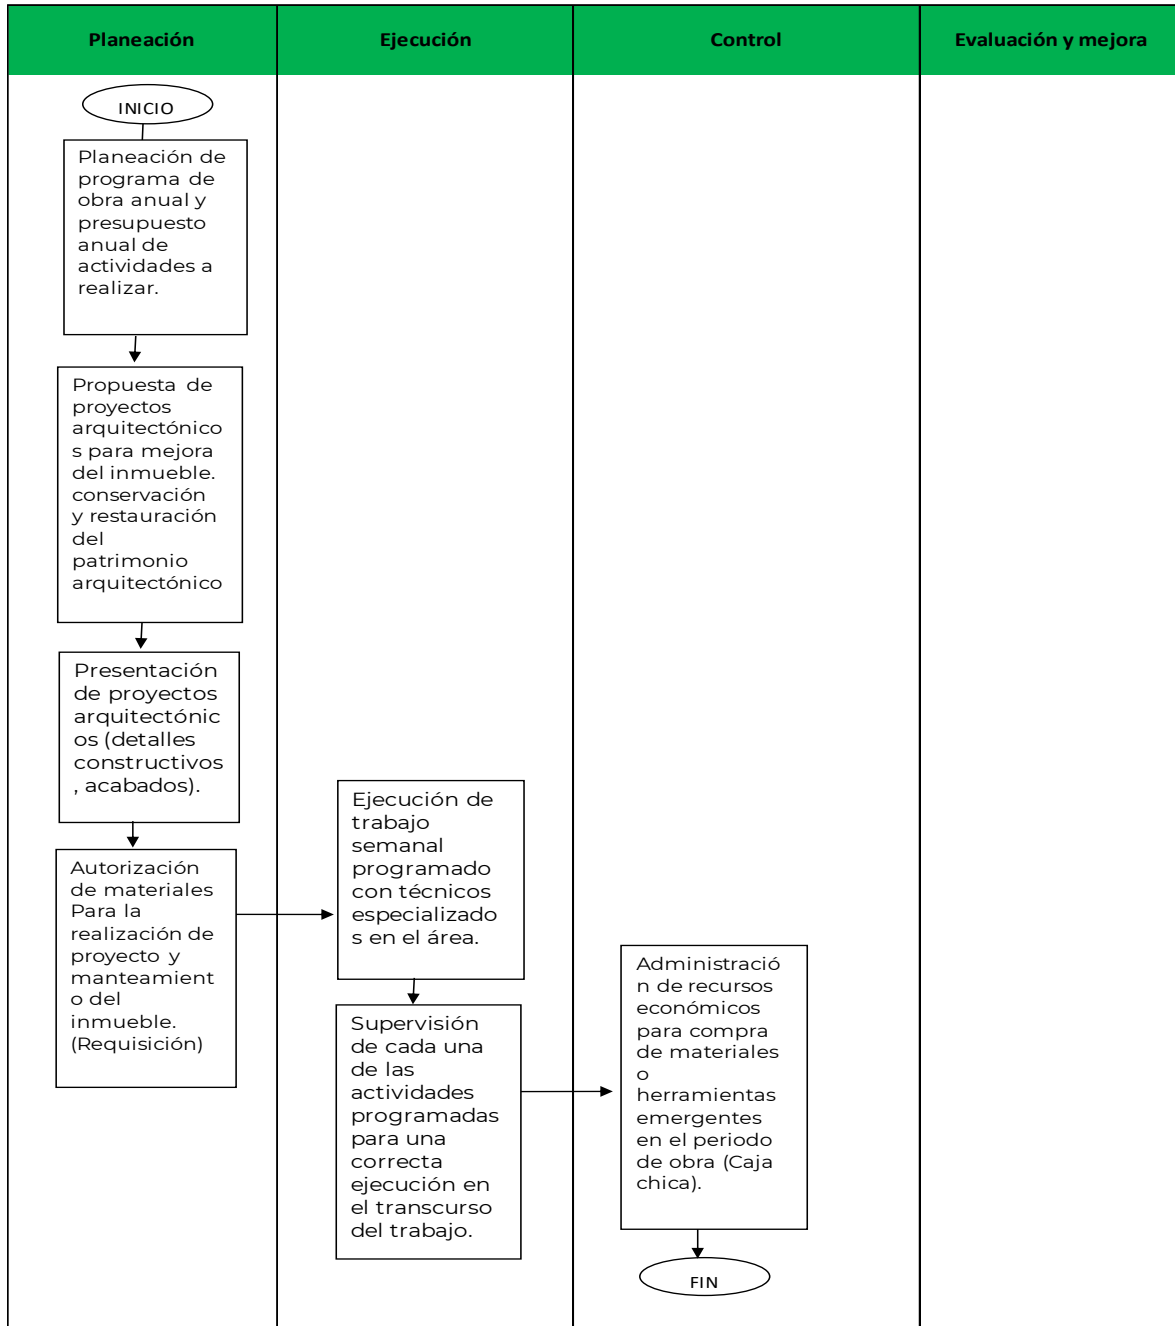 Planeación
Ejecución
Control
Evaluación y mejora
INICIO
Planeación de
programa de
obra anual y
presupuesto
anual de
actividades a
realizar.
Propuesta de
proyectos
arquitectónico
s para mejora
del inmueble.
conservación
y restauración
del
patrimonio
arquitectónico
Presentación
de proyectos
arquitectónic
os (detalles
constructivos
, acabados).
Autorización
de materiales
Para la
realización de
proyecto y
manteamient
o del
inmueble.
(Requisición)
Ejecución de
trabajo
semanal
programado
con técnicos
especializado
s en el área.
Supervisión
de cada una
de las
actividades
programadas
para una
correcta
ejecución en
el transcurso
del trabajo.
Administració
n de recursos
económicos
para compra
de materiales
o
herramientas
emergentes
en el periodo
de obra (Caja
chica).
FIN